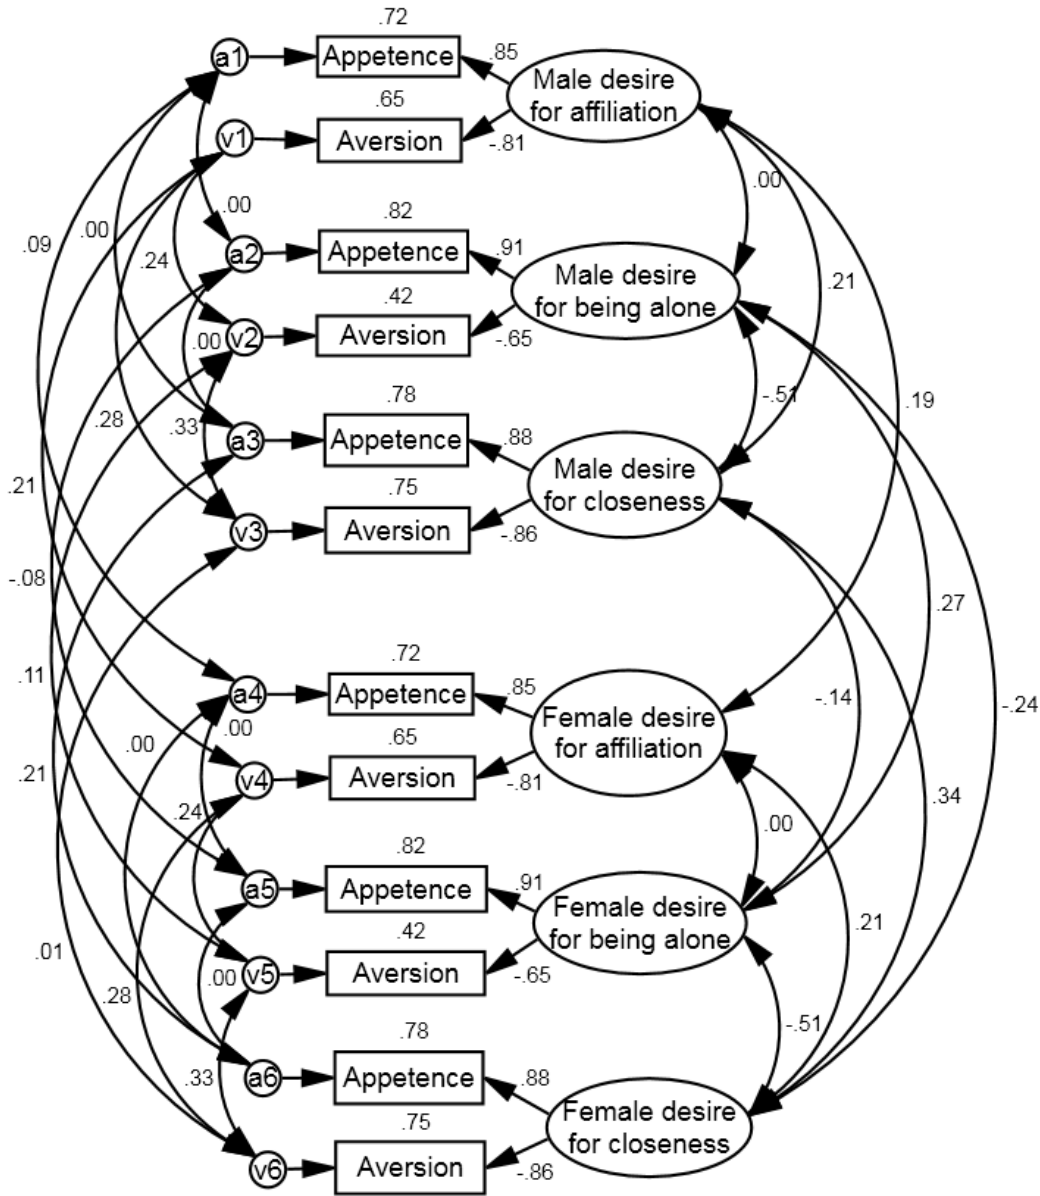 .72
a1
Appetence
.85
Male desire
for affiliation
.65
v1
Aversion
-.81
.00
.00
.09
.00
.24
.82
a2
Appetence
.91
Male desire
for being alone
.21
.42
v2
Aversion
-.65
.00
.78
-.51
.19
.28
.33
a3
Appetence
.88
Male desire
for closeness
.75
.21
v3
Aversion
-.86
-.08
.27
.11
.72
a4
Appetence
.85
Female desire
for affiliation
-.14
-.24
.00
.00
.65
.21
v4
Aversion
-.81
.34
.24
.00
.82
a5
Appetence
.91
Female desire
for being alone
.21
.42
.01
v5
Aversion
-.65
.00
.28
-.51
.78
.33
a6
Appetence
.88
Female desire
for closeness
.75
v6
Aversion
-.86